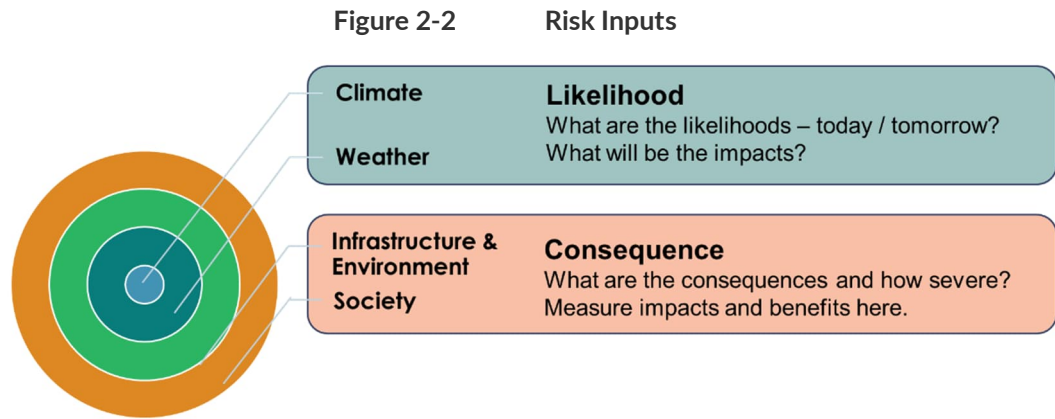 Figure 2-2 Risk Inputs
Climate
Weather
Likelihood
What are the likelihoods – today / tomorrow?
What will be the impacts?
Infrastructure &
Environment
Society
Consequence
What are the consequences and how severe?
Measure impacts and benefits here.